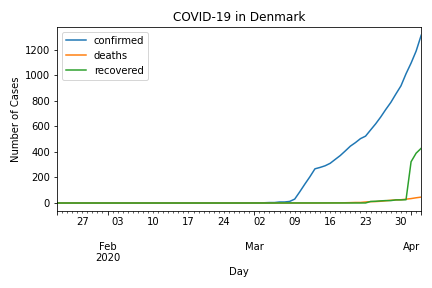 COVID-19 in Denmark
confirmed
deaths
recovered
Number of Cases
1200
1000
800
600
400
200
0
27 03 10 17 24 02 09 16 23 30
Feb Mar Apr
2020
Day